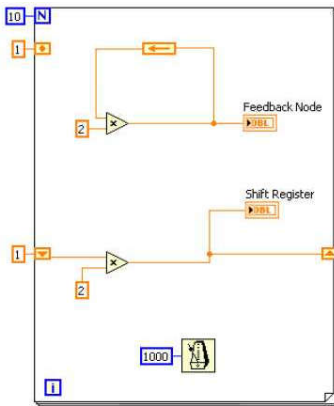 10 N
1
2
Feedback Node
DBL
Shift Register
DBL
1
2
1000
i